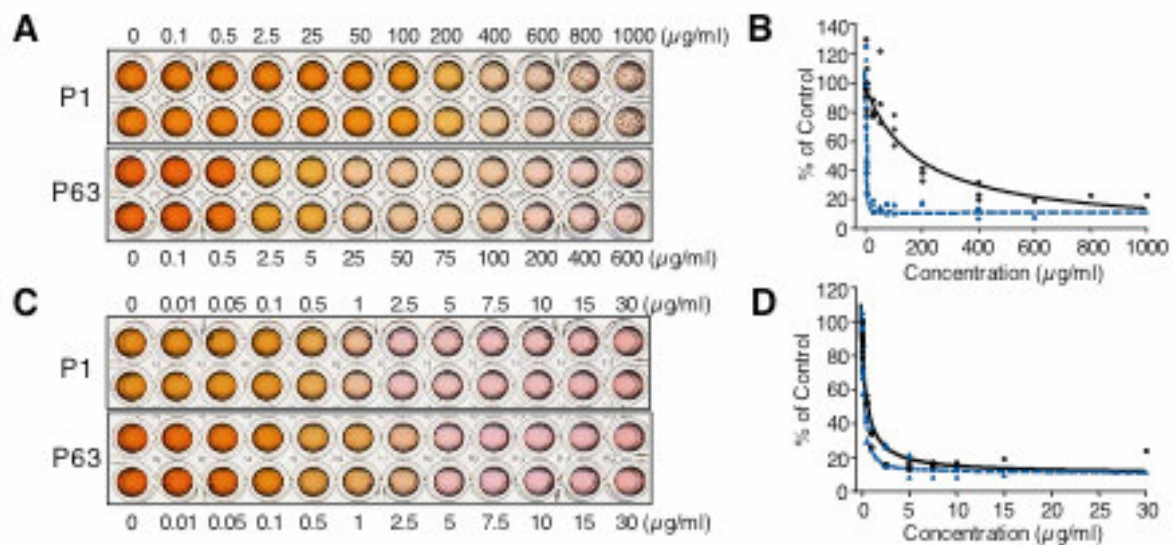 A
0 0.1 0.5 2.5 25 50 100 200 400 600 800 1000 (µg/ml)
P1
P63
0 0.1 0.5 2.5 5 25 50 75 100 200 400 600 (µg/ml)
B
140
120
100
80
60
40
20
0
% of Control
0 200 400 600 800 1000
Concentration (µg/ml)
C
0 0.01 0.05 0.1 0.5 1 2.5 5 7.5 10 15 30 (µg/ml)
P1
P63
0 0.01 0.05 0.1 0.5 1 2.5 5 7.5 10 15 30 (µg/ml)
D
120
100
80
60
40
20
0
% of Control
0 5 10 15 20 25 30
Concentration (µg/ml)